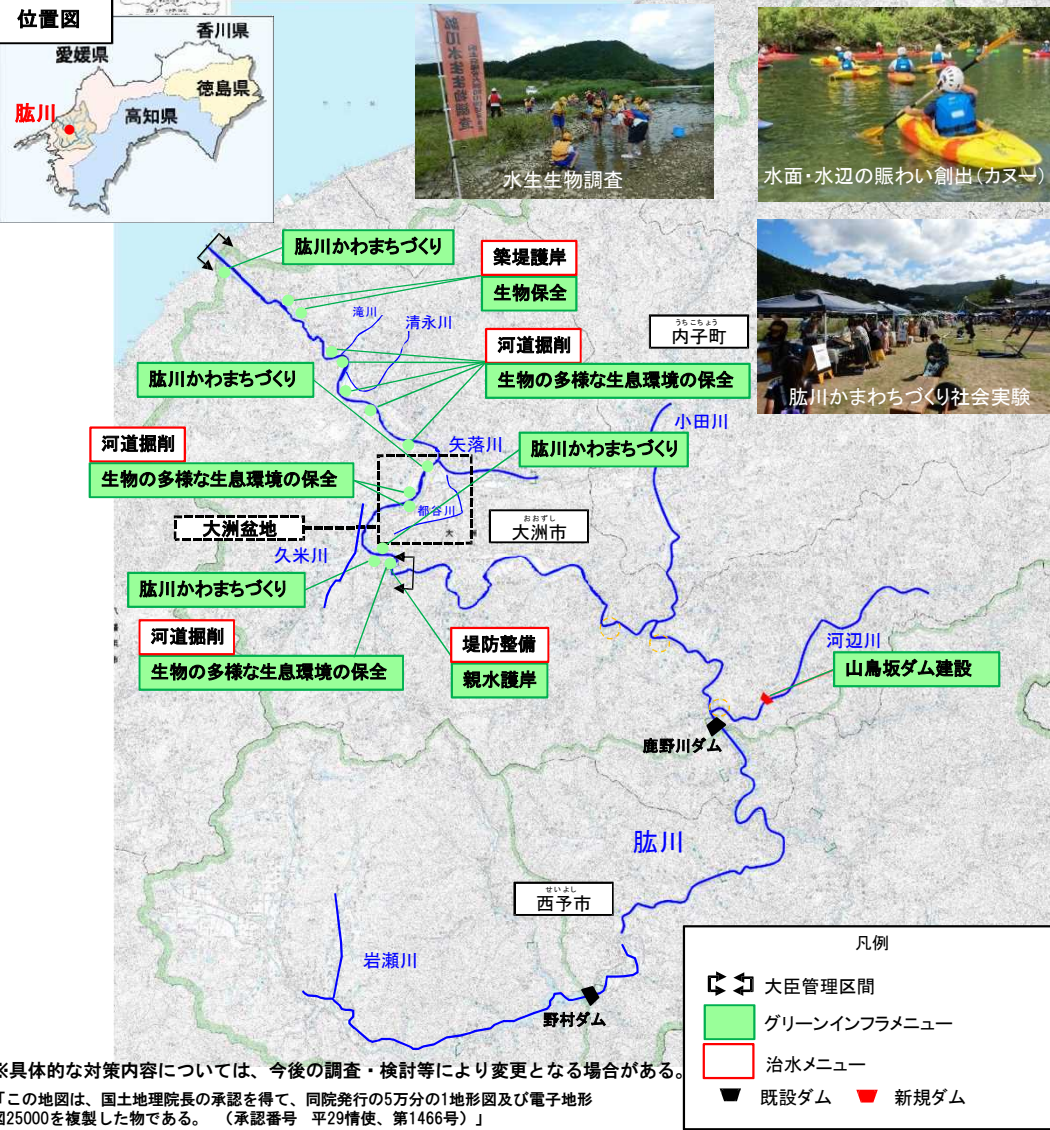 位置図
香川県
愛媛県
徳島県
高知県
肱川
肱川水生生物調査
水生生物調査
水面・水辺の賑わい創出(カヌー)
肱川かまわちづくり社会実験
肱川かわまちづくり
築堤護岸
生物保全
滝川
清永川
うちこちょう
内子町
河道掘削
生物の多様な生息環境の保全
肱川かわまちづくり
小田川
矢落川
肱川かわまちづくり
河道掘削
生物の多様な生息環境の保全
都谷川
大洲盆地
おおずし
大洲市
大
久米川
肱川かわまちづくり
河道掘削
生物の多様な生息環境の保全
堤防整備
親水護岸
河辺川
山鳥坂ダム建設
鹿野川ダム
肱川
せいよし
西予市
岩瀬川
野村ダム
凡例
大臣管理区間
グリーンインフラメニュー
治水メニュー
既設ダム 新規ダム
※具体的な対策内容については、今後の調査・検討等により変更となる場合がある。
「この地図は、国土地理院長の承認を得て、同院発行の5万分の1地形図及び電子地形
図25000を複製した物である。 (承認番号 平29情使、第1466号)」